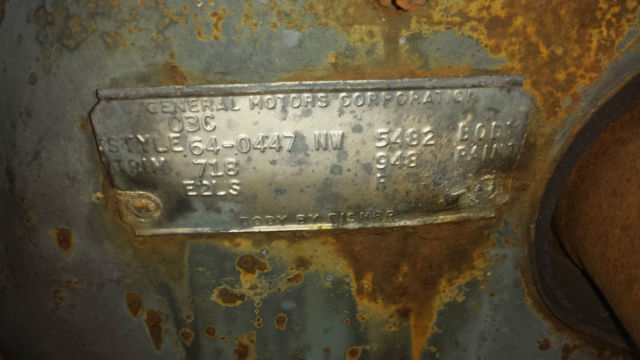 GENERAL MOTORS CORPORATION
03C
STYLE 64-0447 NW 5482 BODY
TRIM 718 948 PAINT
E2LS
BODY BY FISHER